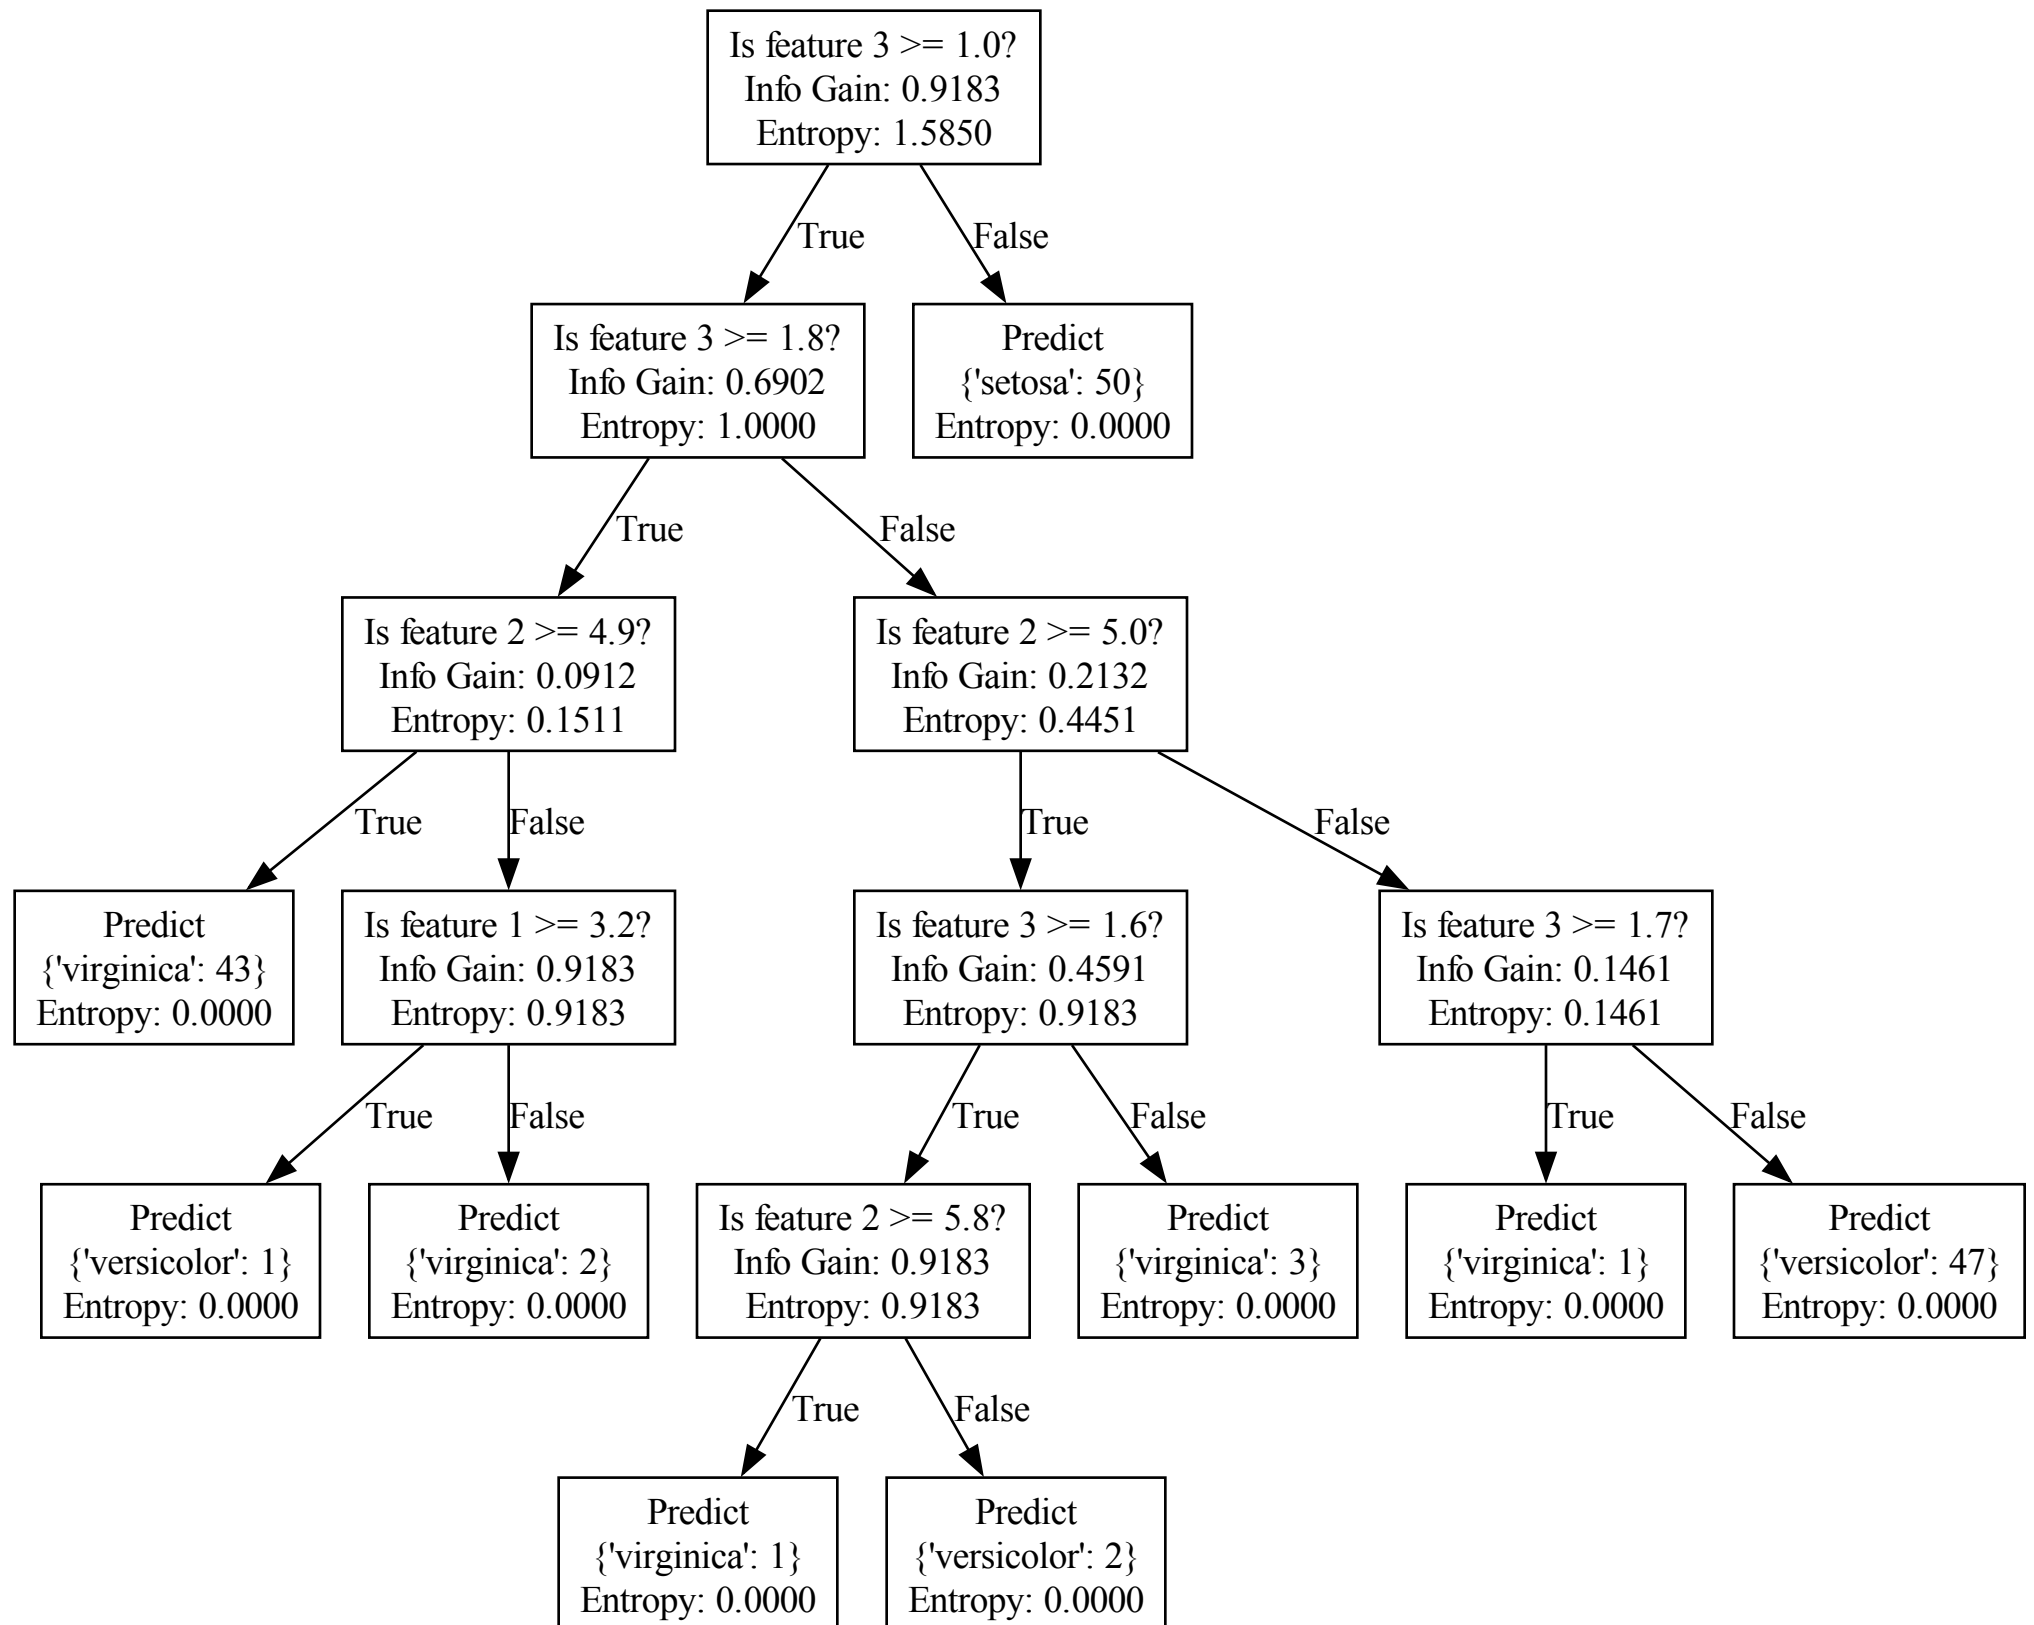 Is feature 3 >= 1.0?
Info Gain: 0.9183
Entropy: 1.5850
True
False
Is feature 3 >= 1.8?
Info Gain: 0.6902
Entropy: 1.0000
Predict
{'setosa': 50}
Entropy: 0.0000
True
False
Is feature 2 >= 4.9?
Info Gain: 0.0912
Entropy: 0.1511
Is feature 2 >= 5.0?
Info Gain: 0.2132
Entropy: 0.4451
True
False
True
False
Predict
{'virginica': 43}
Entropy: 0.0000
Is feature 1 >= 3.2?
Info Gain: 0.9183
Entropy: 0.9183
Is feature 3 >= 1.6?
Info Gain: 0.4591
Entropy: 0.9183
Is feature 3 >= 1.7?
Info Gain: 0.1461
Entropy: 0.1461
True
False
True
False
True
False
Predict
{'versicolor': 1}
Entropy: 0.0000
Predict
{'virginica': 2}
Entropy: 0.0000
Is feature 2 >= 5.8?
Info Gain: 0.9183
Entropy: 0.9183
Predict
{'virginica': 3}
Entropy: 0.0000
Predict
{'virginica': 1}
Entropy: 0.0000
Predict
{'versicolor': 47}
Entropy: 0.0000
True
False
Predict
{'virginica': 1}
Entropy: 0.0000
Predict
{'versicolor': 2}
Entropy: 0.0000